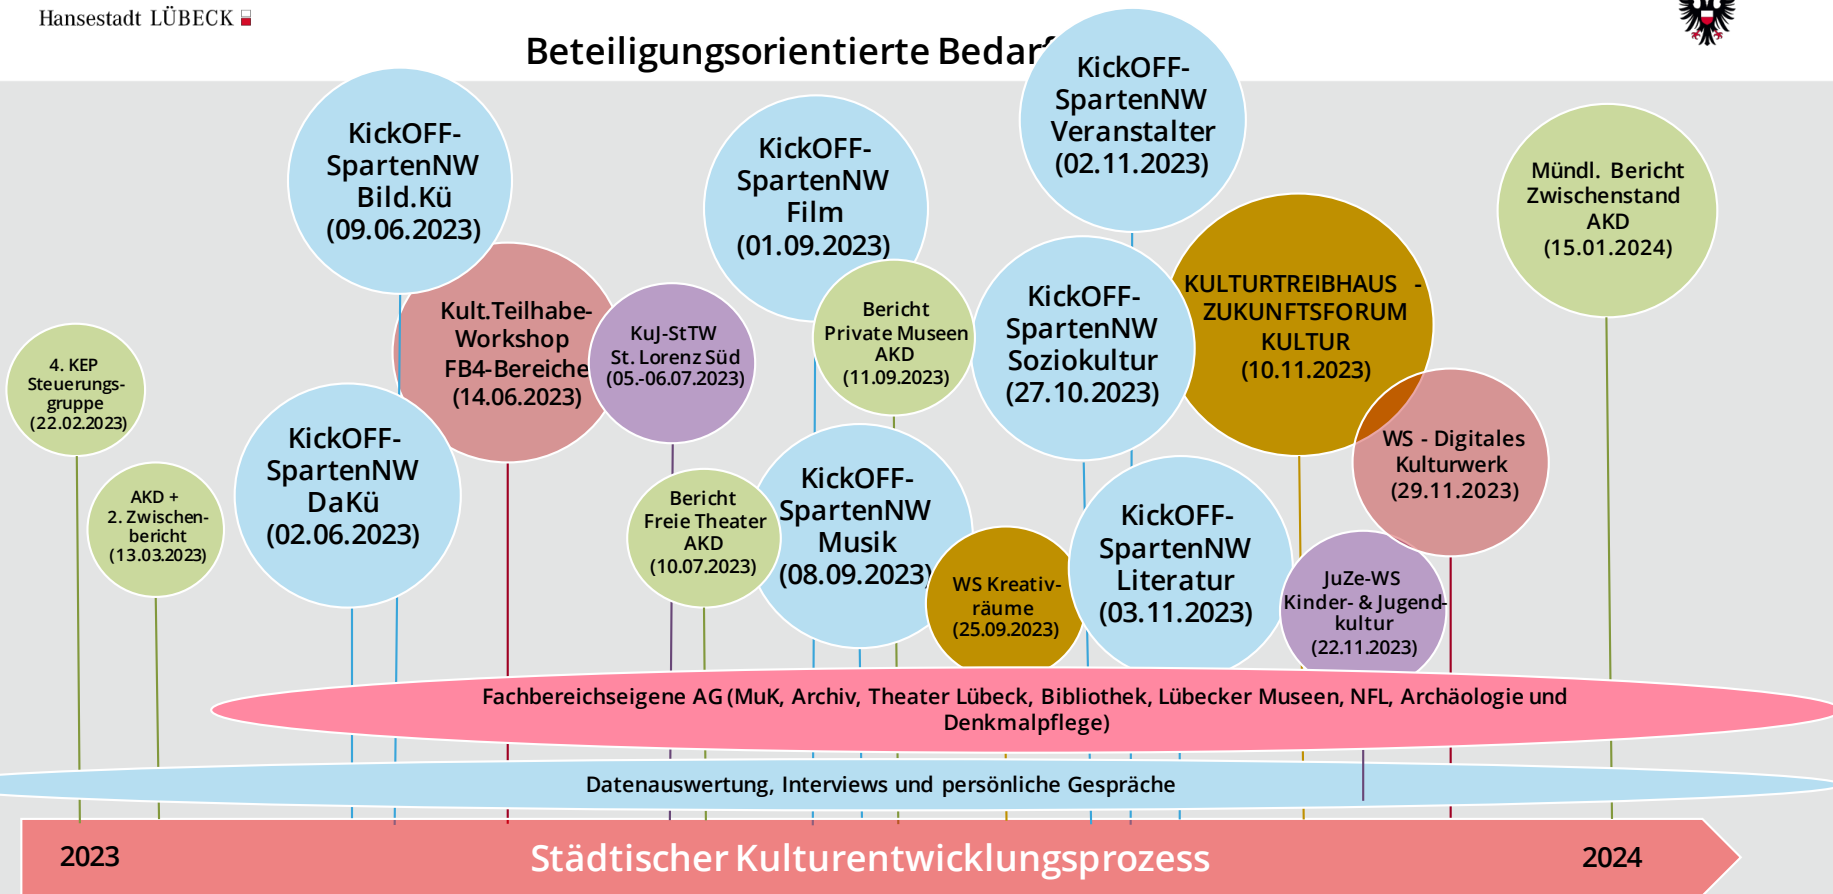 Hansestadt LÜBECK
Beteiligungsorientierte
KickOFF-
SpartenNW
Veranstalter
(02.11.2023)
KickOFF-
SpartenNW
Bild.Kü
(09.06.2023)
KickOFF-
SpartenNW
Film
(01.09.2023)
Mündl. Bericht
Zwischenstand
AKD
(15.01.2024)
Kult.Teilhabe-
Workshop
FB4-Bereiche
(14.06.2023)
KuJ-StTW
St. Lorenz Süd
(05.-06.07.2023)
Bericht
Private Museen
AKD
(11.09.2023)
KickOFF-
SpartenNW
Soziokultur
(27.10.2023)
KULTURTREIBHAUS -
ZUKUNFTSFORUM
KULTUR
(10.11.2023)
4. KEP
Steuerungs-
gruppe
(22.02.2023)
AKD +
2. Zwischen-
bericht
(13.03.2023)
KickOFF-
SpartenNW
DaKü
(02.06.2023)
Bericht
Freie Theater
AKD
(10.07.2023)
KickOFF-
SpartenNW
Musik
(08.09.2023)
WS Kreativ-
räume
(25.09.2023)
KickOFF-
SpartenNW
Literatur
(03.11.2023)
WS - Digitales
Kulturwerk
(29.11.2023)
JuZe-WS
Kinder- & Jugend-
kultur
(22.11.2023)
Fachbereichseigene AG (MuK, Archiv, Theater Lübeck, Bibliothek, Lübecker Museen, NFL, Archäologie und
Denkmalpflege)
Datenauswertung, Interviews und persönliche Gespräche
2023
Städtischer Kulturentwicklungsprozess
2024